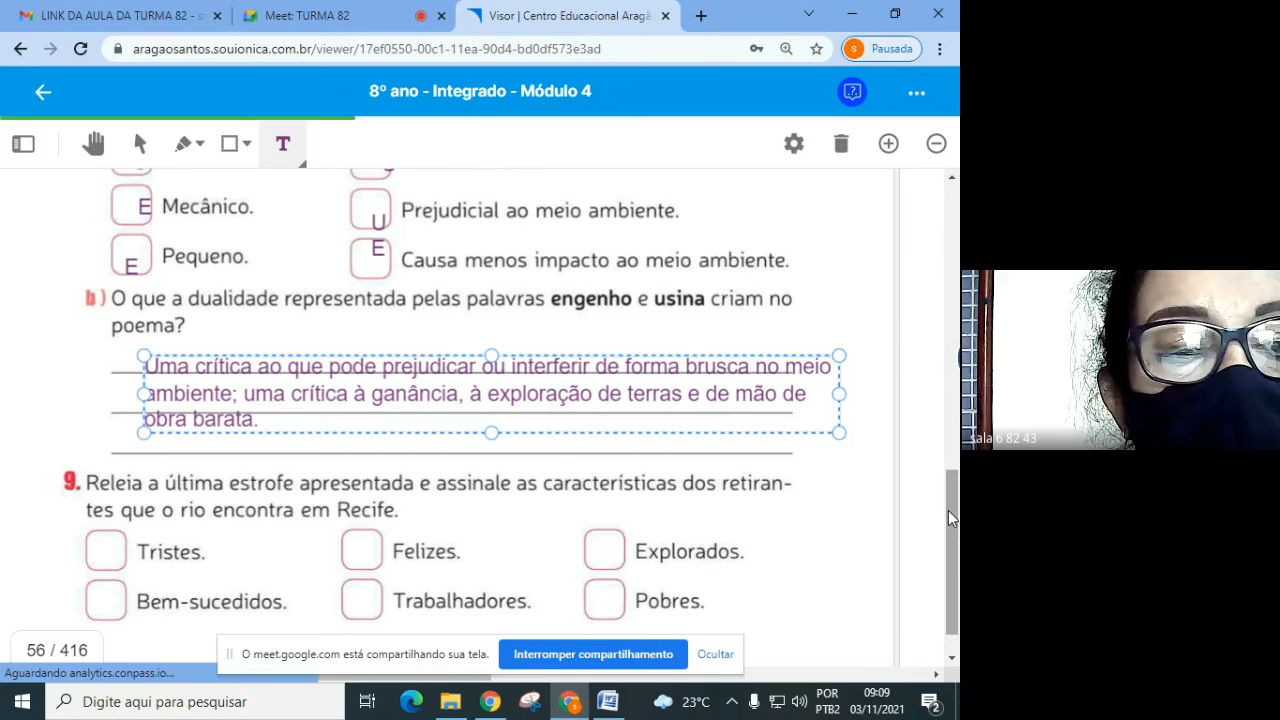 LINK DA AULA DA TURMA 82 - s
Meet: TURMA 82
Visor | Centro Educacional Aragã
aragaosantos.souionica.com.br/viewer/17ef0550-00c1-11ea-90d4-bd0df573e3ad
s Pausada
8º ano - Integrado - Módulo 4
T
E Mecânico.
U Prejudicial ao meio ambiente.
E Pequeno.
E Causa menos impacto ao meio ambiente.
b) O que a dualidade representada pelas palavras engenho e usina criam no
poema?
Uma crítica ao que pode prejudicar ou interferir de forma brusca no meio
ambiente; uma crítica à ganância, à exploração de terras e de mão de
obra barata.
9. Releia a última estrofe apresentada e assinale as características dos retiran-
tes que o rio encontra em Recife.
Tristes. Felizes. Explorados.
Bem-sucedidos. Trabalhadores. Pobres.
56 / 416
O meet.google.com está compartilhando sua tela. Interromper compartilhamento Ocultar
Aguardando analytics.conpass.io...
sala 6 82 43
Digite aqui para pesquisar
23°C
POR
PTB2
09:09
03/11/2021
2